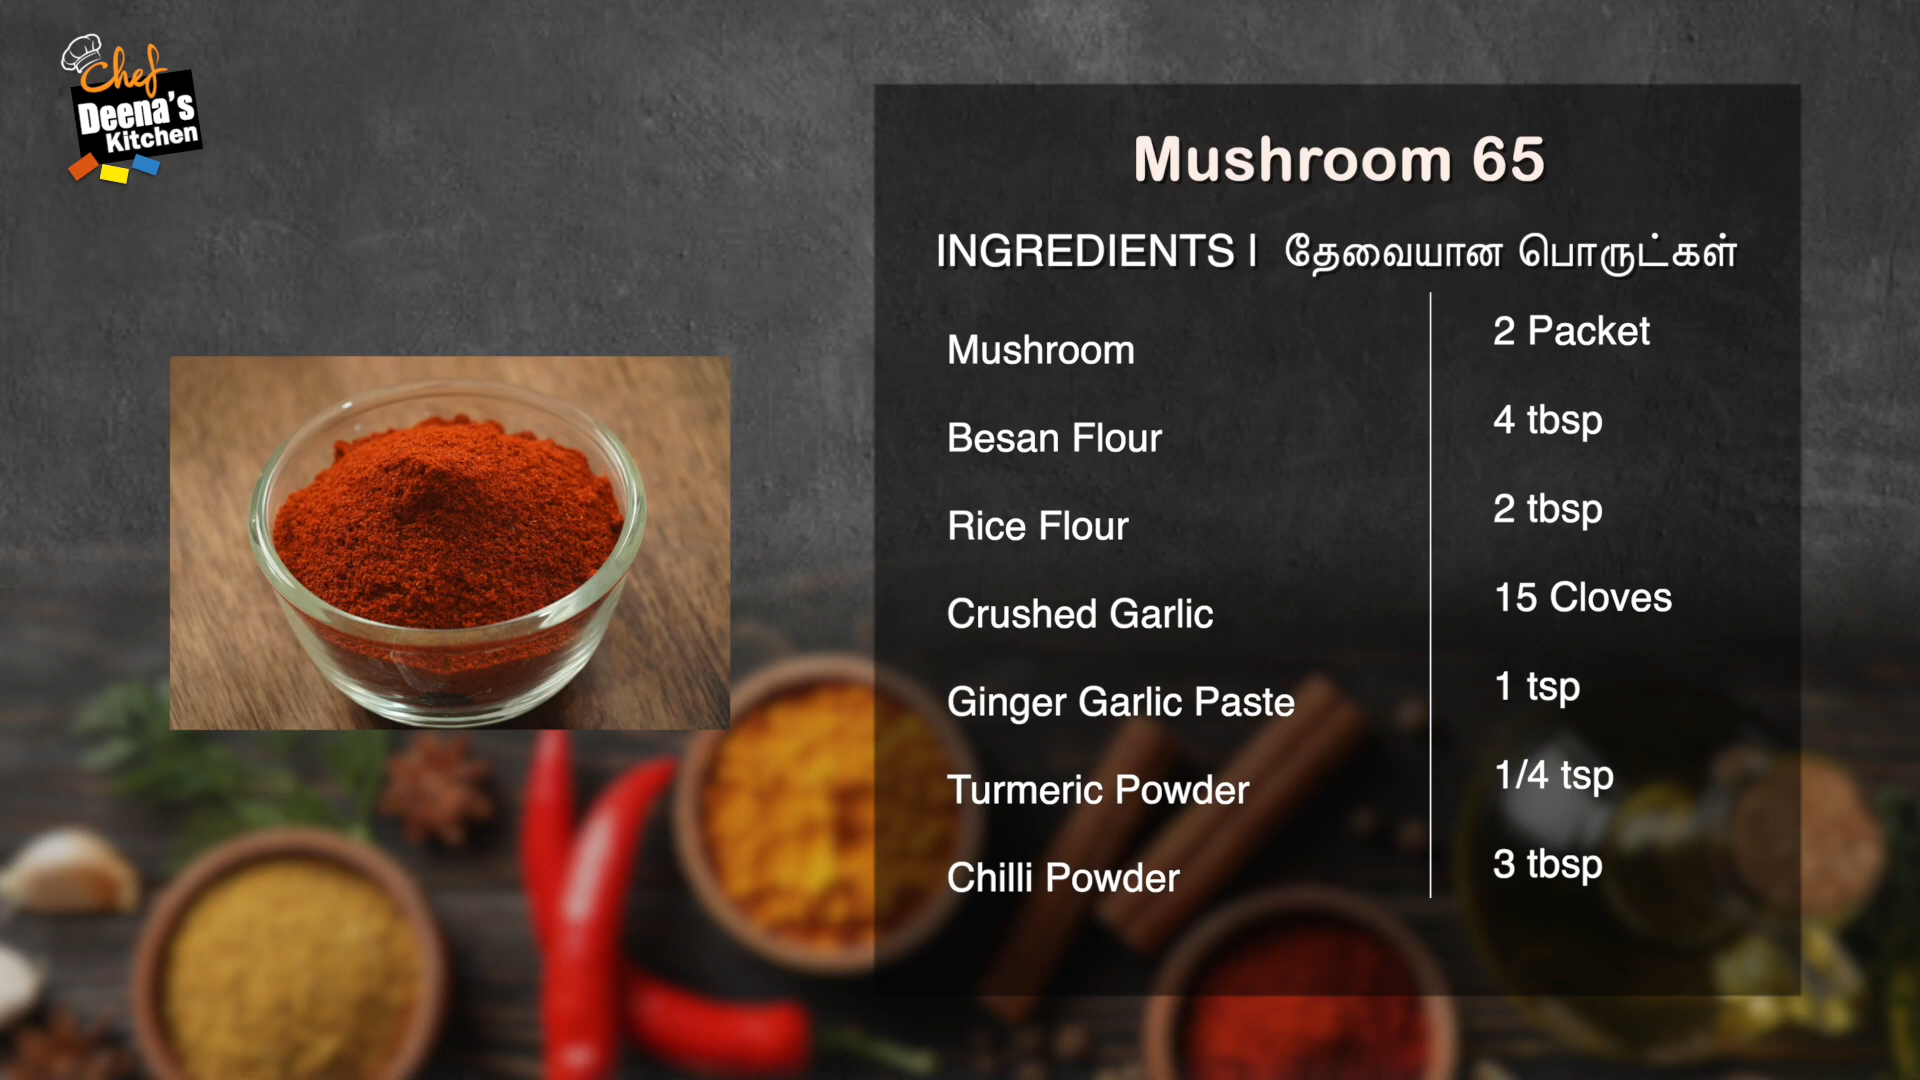 Chef
Deena's
Kitchen
Mushroom 65
INGREDIENTS | தேவையான பொருட்கள்
Mushroom 2 Packet
Besan Flour 4 tbsp
Rice Flour 2 tbsp
Crushed Garlic 15 Cloves
Ginger Garlic Paste 1 tsp
Turmeric Powder 1/4 tsp
Chilli Powder 3 tbsp